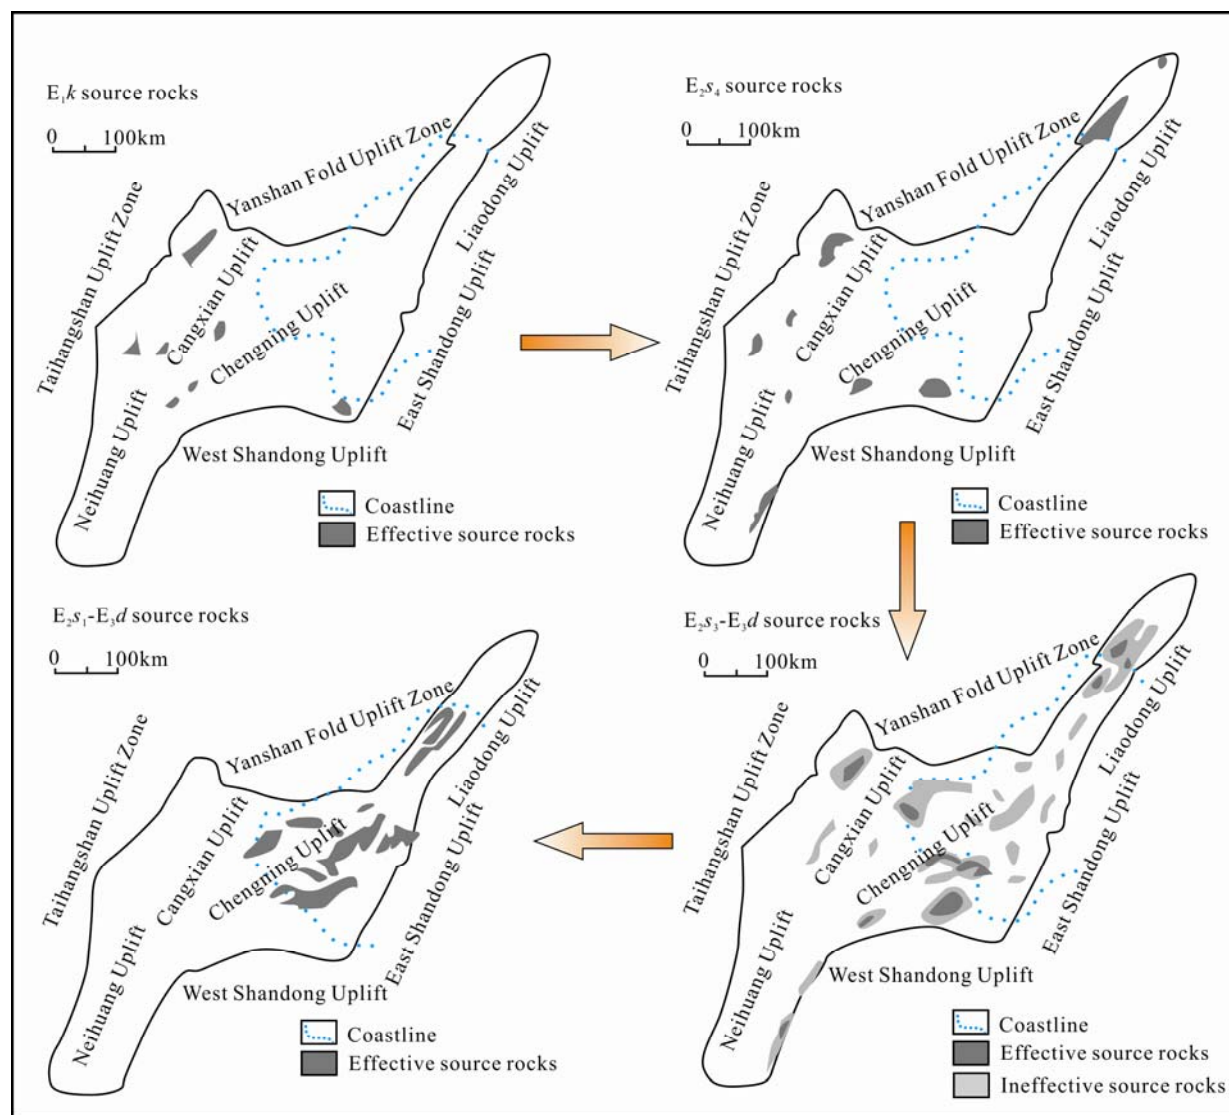 E₁k source rocks
0 100km
Yanshan Fold Uplift Zone
Taihangshan Uplift Zone
Cangxian Uplift
Chengning Uplift
Liaodong Uplift
East Shandong Uplift
Neihuang Uplift
West Shandong Uplift
Coastline
Effective source rocks
E₂s₄ source rocks
0 100km
Yanshan Fold Uplift Zone
Taihangshan Uplift Zone
Cangxian Uplift
Chengning Uplift
Liaodong Uplift
East Shandong Uplift
Neihuang Uplift
West Shandong Uplift
Coastline
Effective source rocks
E₂s₁-E₃d source rocks
0 100km
Yanshan Fold Uplift Zone
Taihangshan Uplift Zone
Cangxian Uplift
Chengning Uplift
Liaodong Uplift
East Shandong Uplift
Neihuang Uplift
West Shandong Uplift
Coastline
Effective source rocks
E₂s₃-E₃d source rocks
0 100km
Yanshan Fold Uplift Zone
Taihangshan Uplift Zone
Cangxian Uplift
Chengning Uplift
Liaodong Uplift
East Shandong Uplift
Neihuang Uplift
West Shandong Uplift
Coastline
Effective source rocks
Ineffective source rocks